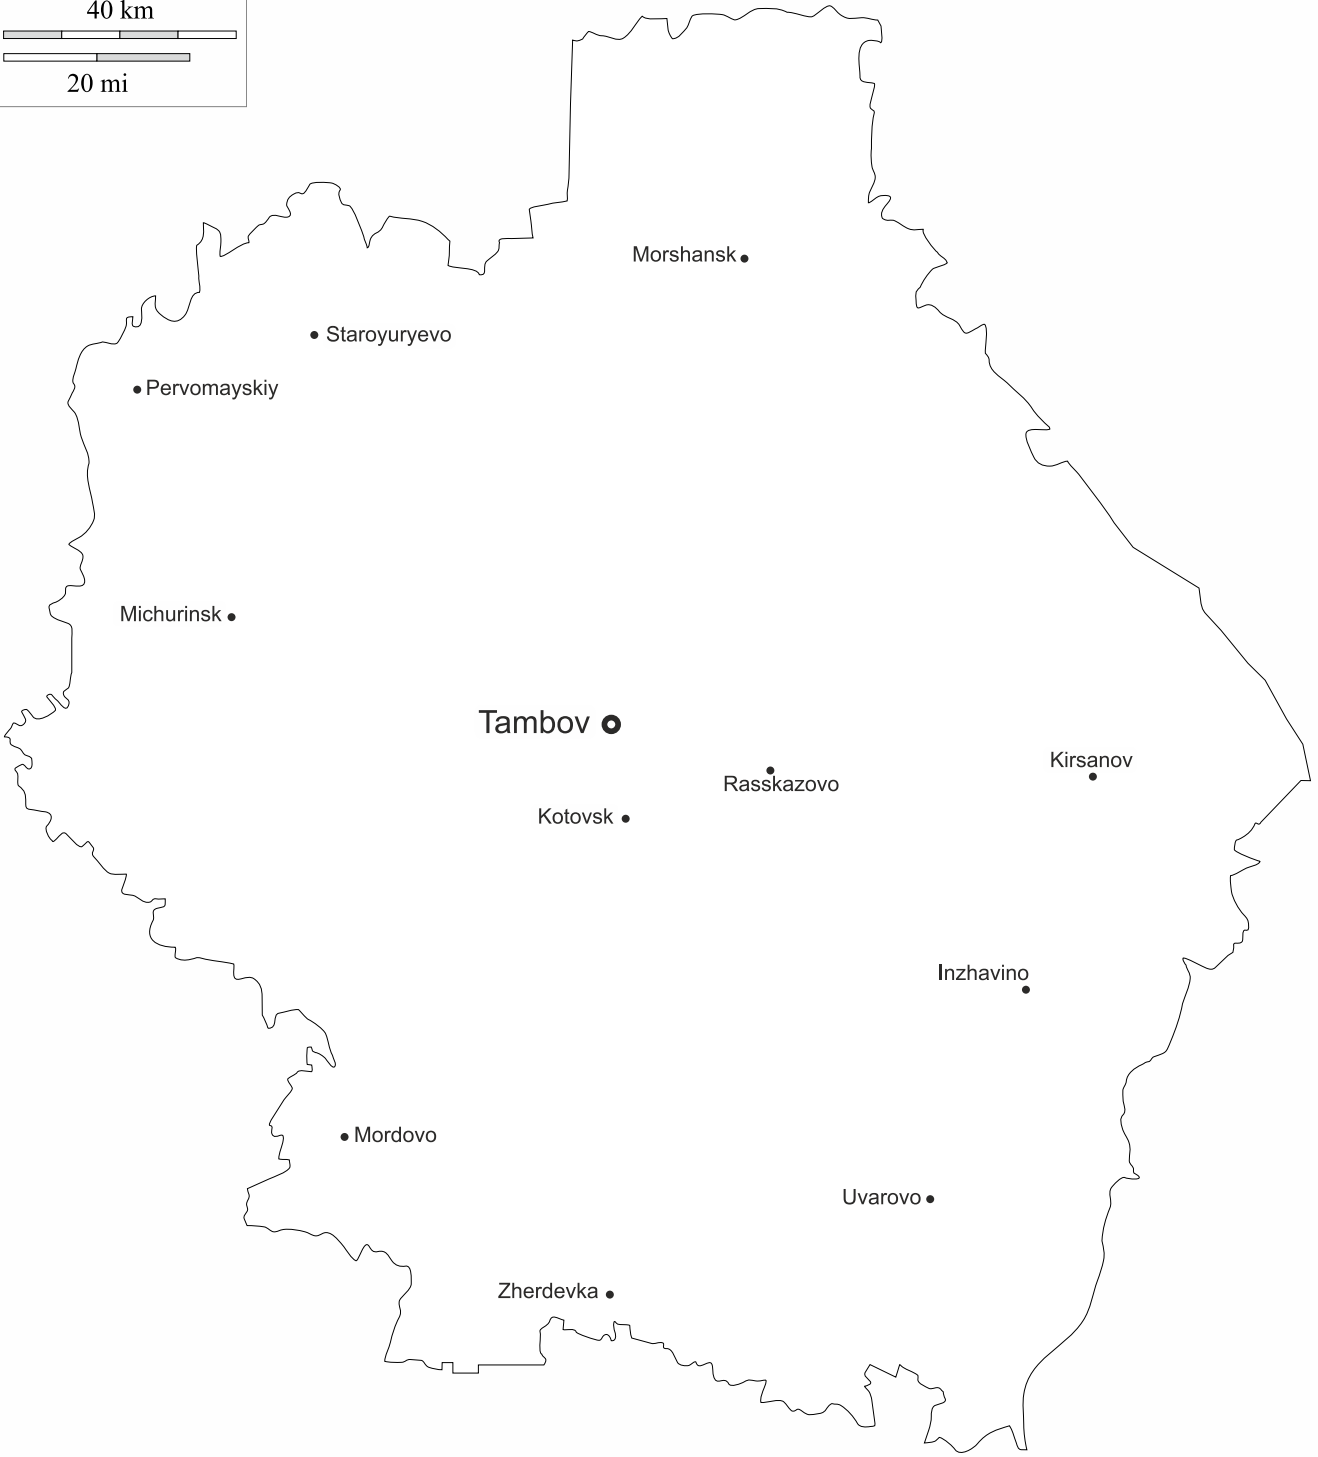 40 km
20 mi
Morshansk
Staroyuryevo
Pervomayskiy
Michurinsk
Tambov
Kirsanov
Rasskazovo
Kotovsk
Inzhavino
Mordovo
Uvarovo
Zherdevka